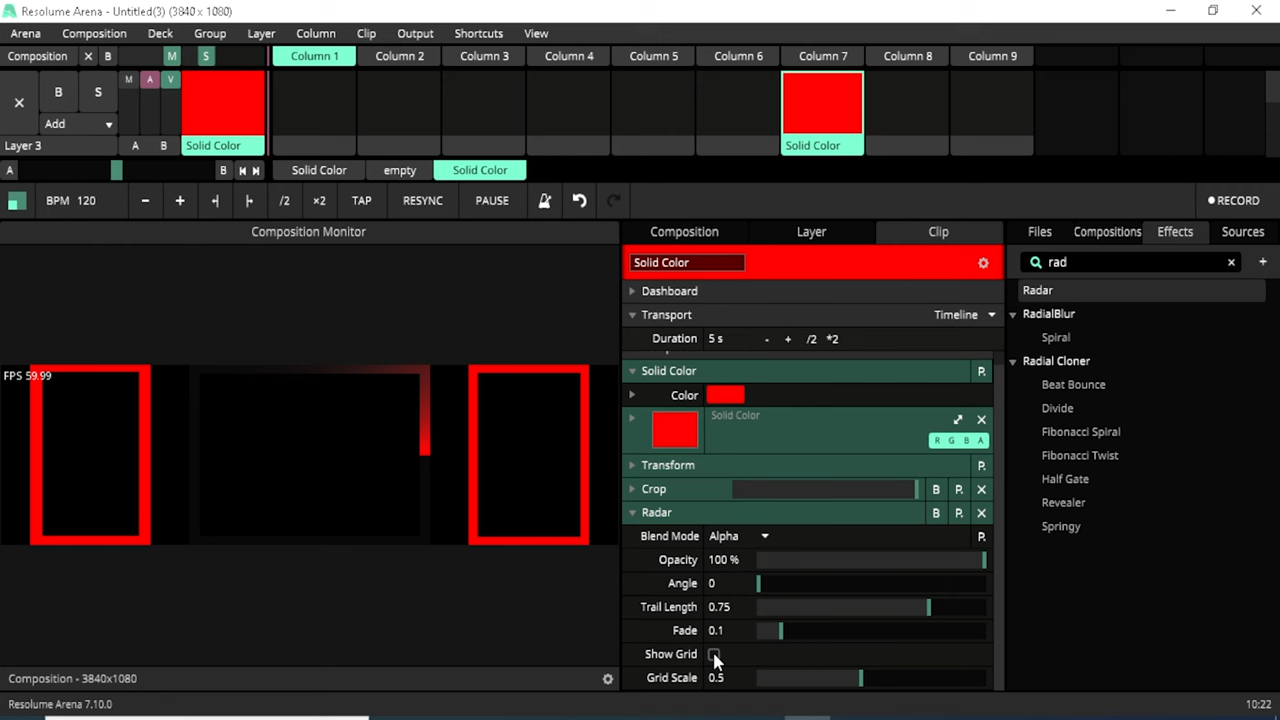 Resolume Arena - Untitled(3) (3840 x 1080)
Arena Composition Deck Group Layer Column Clip Output Shortcuts View
Composition B M S Column 1 Column 2 Column 3 Column 4 Column 5 Column 6 Column 7 Column 8 Column 9
M A V
B S
Add
Layer 3 A B Solid Color Solid Color
A B Solid Color empty Solid Color
BPM 120 /2 ×2 TAP RESYNC PAUSE RECORD
Composition Monitor Composition Layer Clip Files Compositions Effects Sources
Solid Color rad
Dashboard Radar
Transport Timeline RadialBlur
Duration 5 s - + /2 *2 Spiral
Radial Cloner
Solid Color P.
FPS 59.99
Color Beat Bounce
Solid Color Divide
R G B A Fibonacci Spiral
Fibonacci Twist
Transform P.
Half Gate
Crop B P.
Revealer
Radar B P.
Springy
Blend Mode Alpha P.
Opacity 100 %
Angle 0
Trail Length 0.75
Fade 0.1
Show Grid
Grid Scale 0.5
Composition - 3840x1080
Resolume Arena 7.10.0 10:22